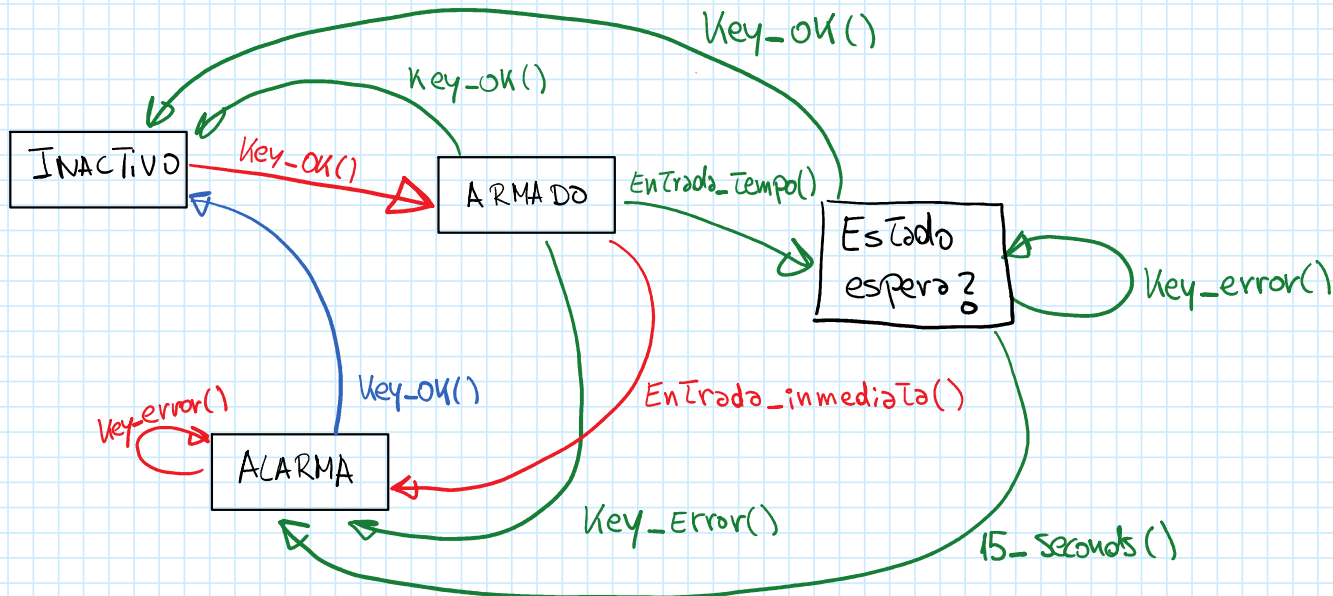 Key_OK()
Key_OK()
INACTIVO
Key_OK()
ARMADO
Entrada_Tempo()
Estado
espera?
Key_error()
Key_error()
Key_OK()
Entrada_inmediata()
ALARMA
Key_Error()
15_seconds()